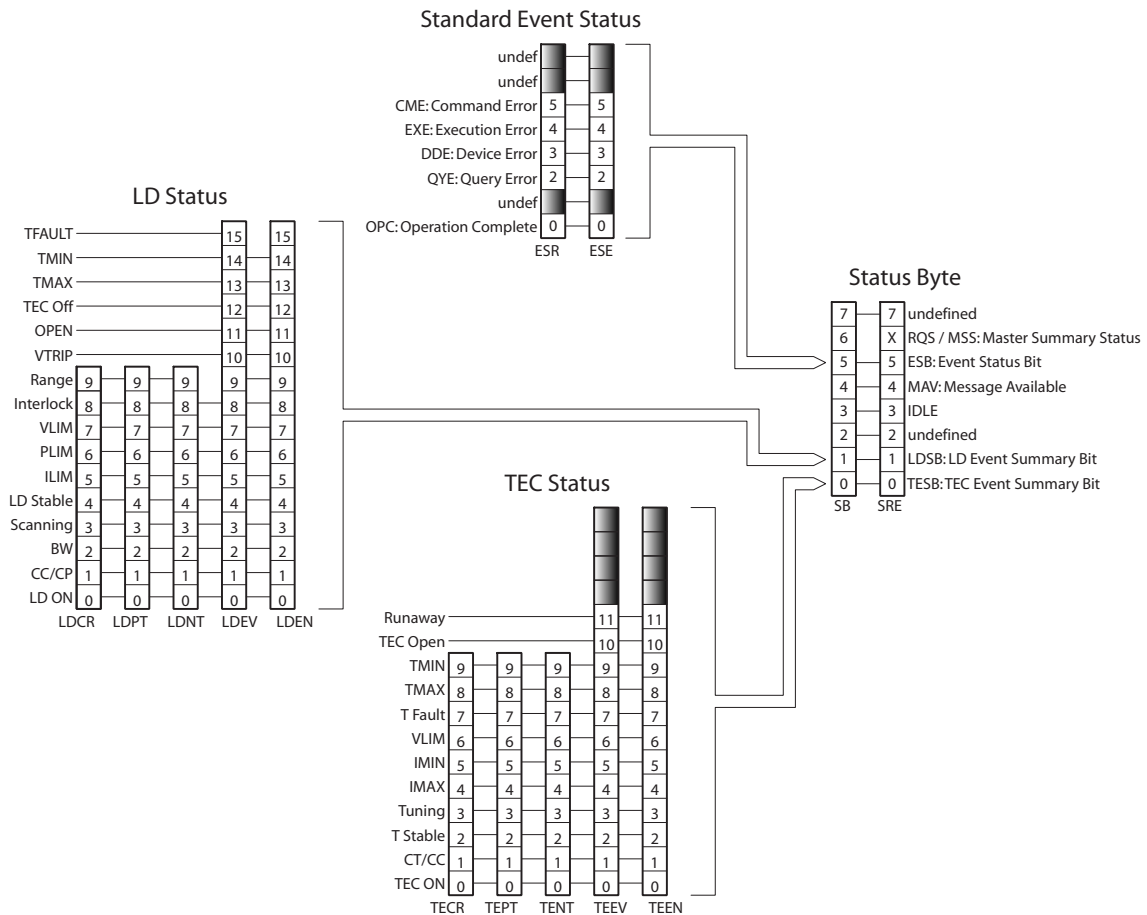 Standard Event Status
undef
undef
CME: Command Error 5 5
EXE: Execution Error 4 4
DDE: Device Error 3 3
QYE: Query Error 2 2
undef
OPC: Operation Complete 0 0
ESR ESE
LD Status
TFAULT 15 15
TMIN 14 14
TMAX 13 13
TEC Off 12 12
OPEN 11 11
VTRIP 10 10
Range 9 9 9 9 9
Interlock 8 8 8 8 8
VLIM 7 7 7 7 7
PLIM 6 6 6 6 6
ILIM 5 5 5 5 5
LD Stable 4 4 4 4 4
Scanning 3 3 3 3 3
BW 2 2 2 2 2
CC/CP 1 1 1 1 1
LD ON 0 0 0 0 0
LDCR LDPT LDNT LDEV LDEN
Status Byte
7 7 undefined
6 X RQS / MSS: Master Summary Status
5 5 ESB: Event Status Bit
4 4 MAV: Message Available
3 3 IDLE
2 2 undefined
1 1 LDSB: LD Event Summary Bit
0 0 TESB: TEC Event Summary Bit
SB SRE
TEC Status
Runaway 11 11
TEC Open 10 10
TMIN 9 9 9 9 9
TMAX 8 8 8 8 8
T Fault 7 7 7 7 7
VLIM 6 6 6 6 6
IMIN 5 5 5 5 5
IMAX 4 4 4 4 4
Tuning 3 3 3 3 3
T Stable 2 2 2 2 2
CT/CC 1 1 1 1 1
TEC ON 0 0 0 0 0
TECR TEPT TENT TEEV TEEN